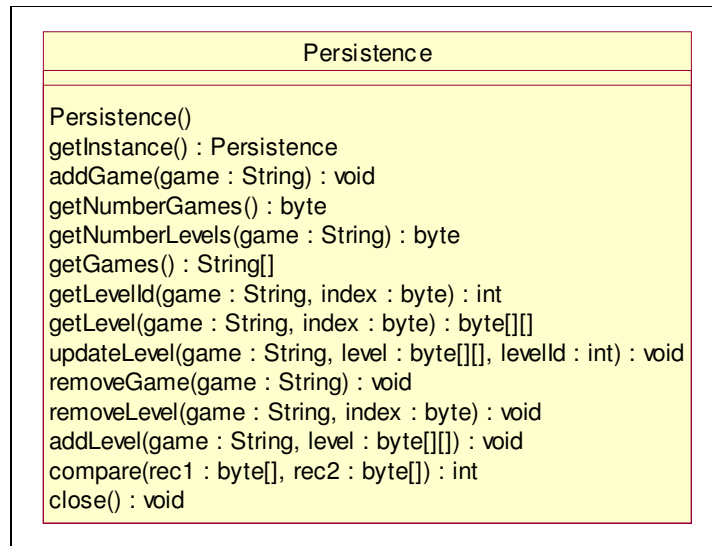 Persistence
Persistence()
getInstance() : Persistence
addGame(game : String) : void
getNumberGames() : byte
getNumberLevels(game : String) : byte
getGames() : String[]
getLevelId(game : String, index : byte) : int
getLevel(game : String, index : byte) : byte[][]
updateLevel(game : String, level : byte[][], levelId : int) : void
removeGame(game : String) : void
removeLevel(game : String, index : byte) : void
addLevel(game : String, level : byte[][]) : void
compare(rec1 : byte[], rec2 : byte[]) : int
close() : void